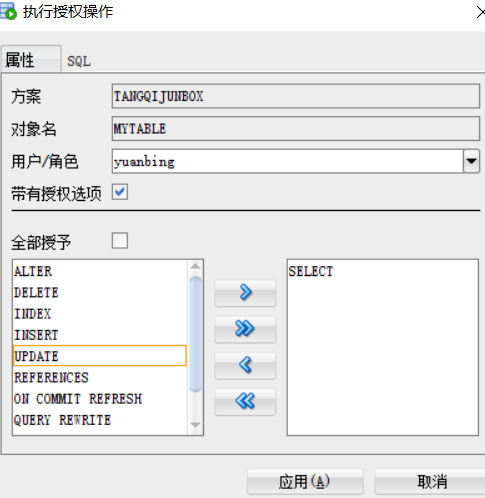 执行授权操作
属性 SQL
方案 TANGQIJUNBOX
对象名 MYTABLE
用户/角色 yuanbing
带有授权选项
全部授予
ALTER
DELETE
INDEX
INSERT
UPDATE
REFERENCES
ON COMMIT REFRESH
QUERY REWRITE
SELECT
应用(A) 取消